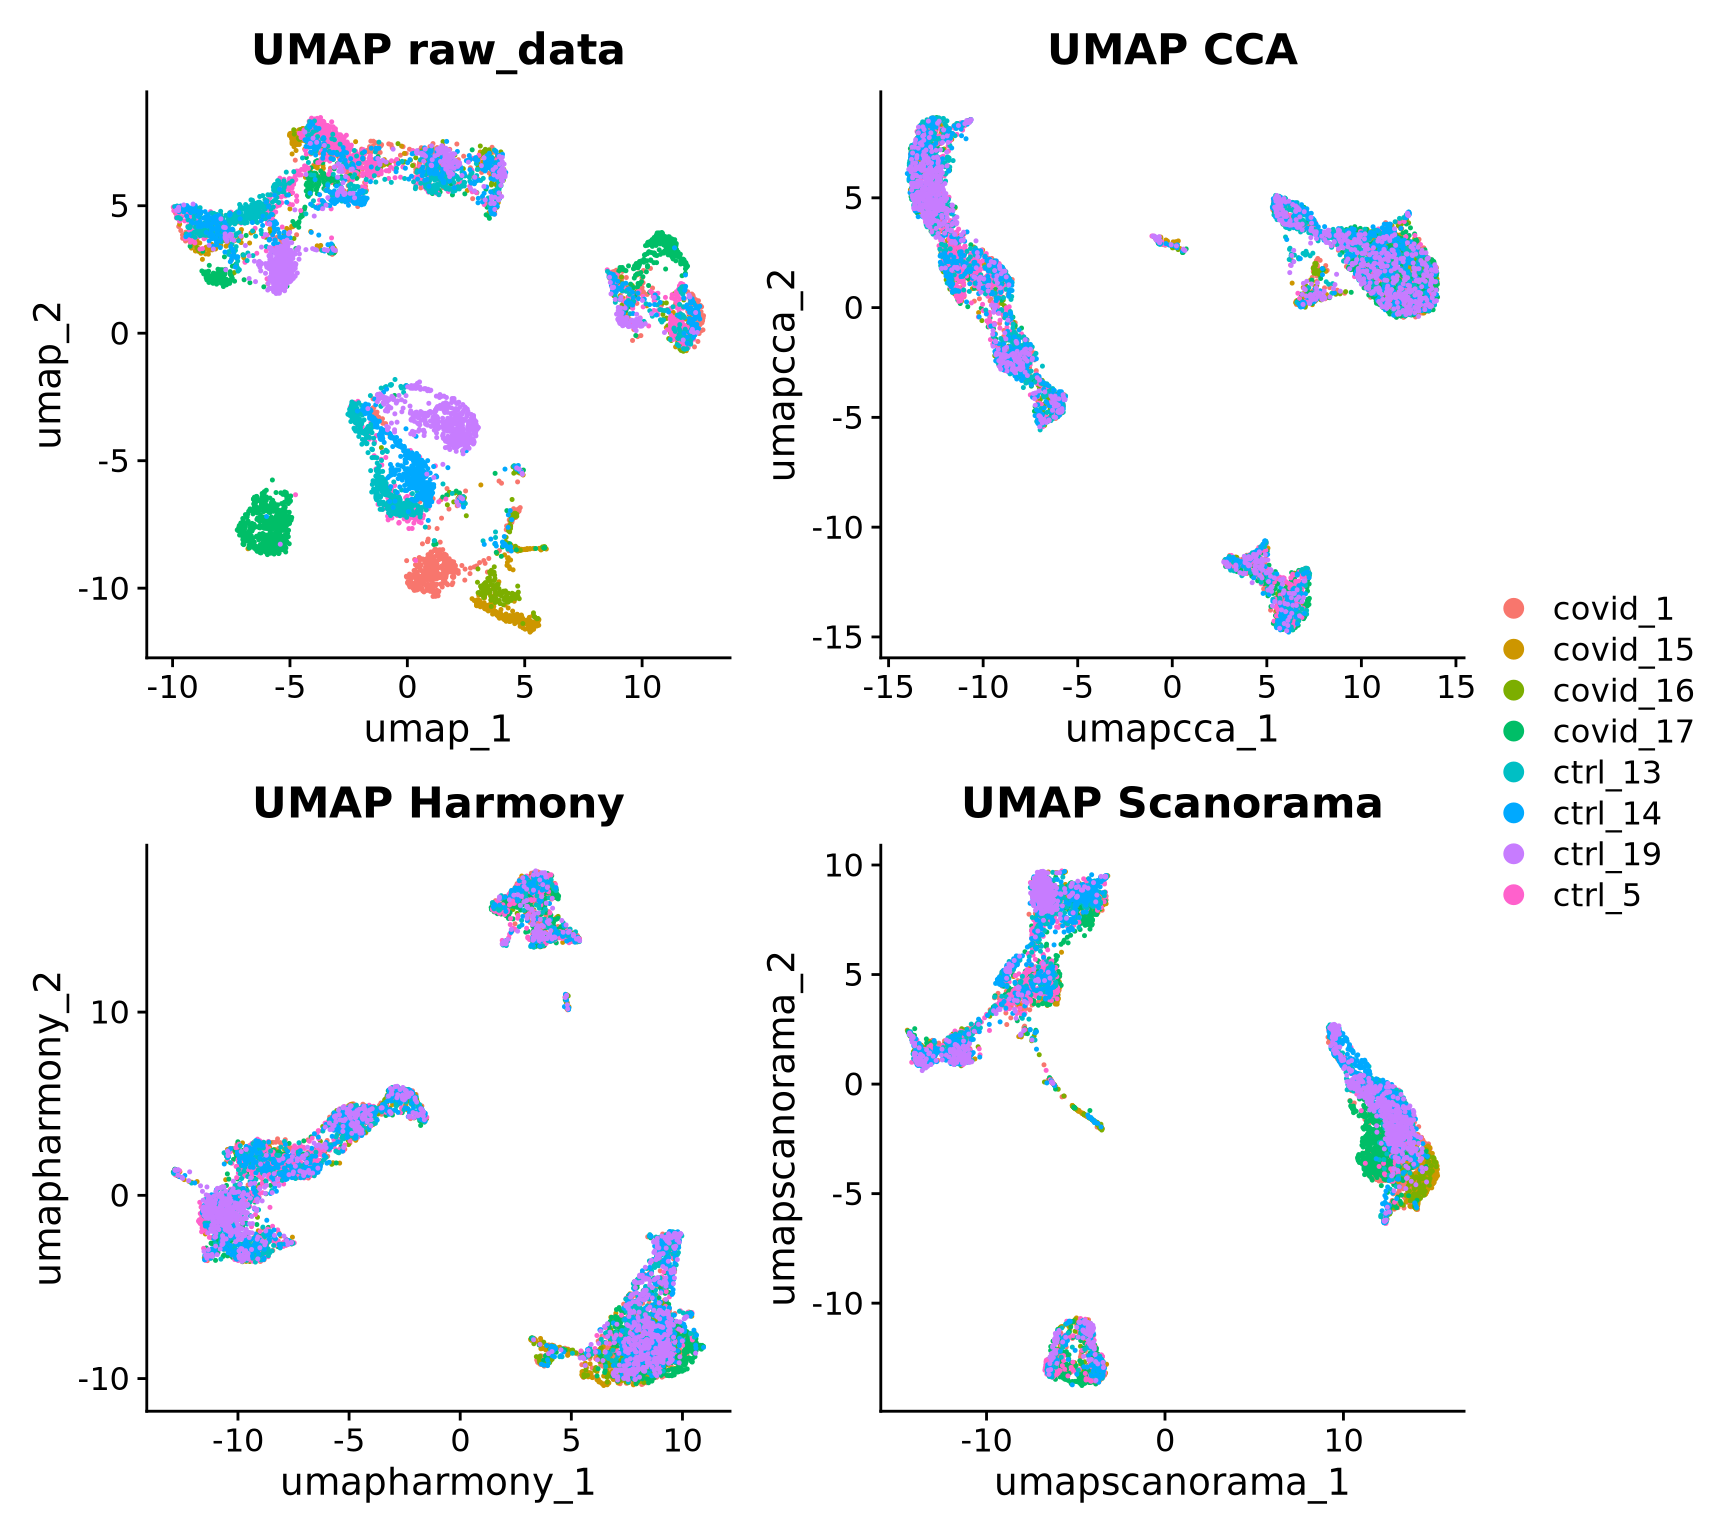 UMAP raw_data
umap_2
5
0
-5
-10
-10 -5 0 5 10
umap_1
UMAP CCA
umapcca_2
5
0
-5
-10
-15
-15 -10 -5 0 5 10 15
umapcca_1
UMAP Harmony
umapharmony_2
10
0
-10
-10 -5 0 5 10
umapharmony_1
UMAP Scanorama
umapscanorama_2
10
5
0
-5
-10
-10 0 10
umapscanorama_1
covid_1
covid_15
covid_16
covid_17
ctrl_13
ctrl_14
ctrl_19
ctrl_5